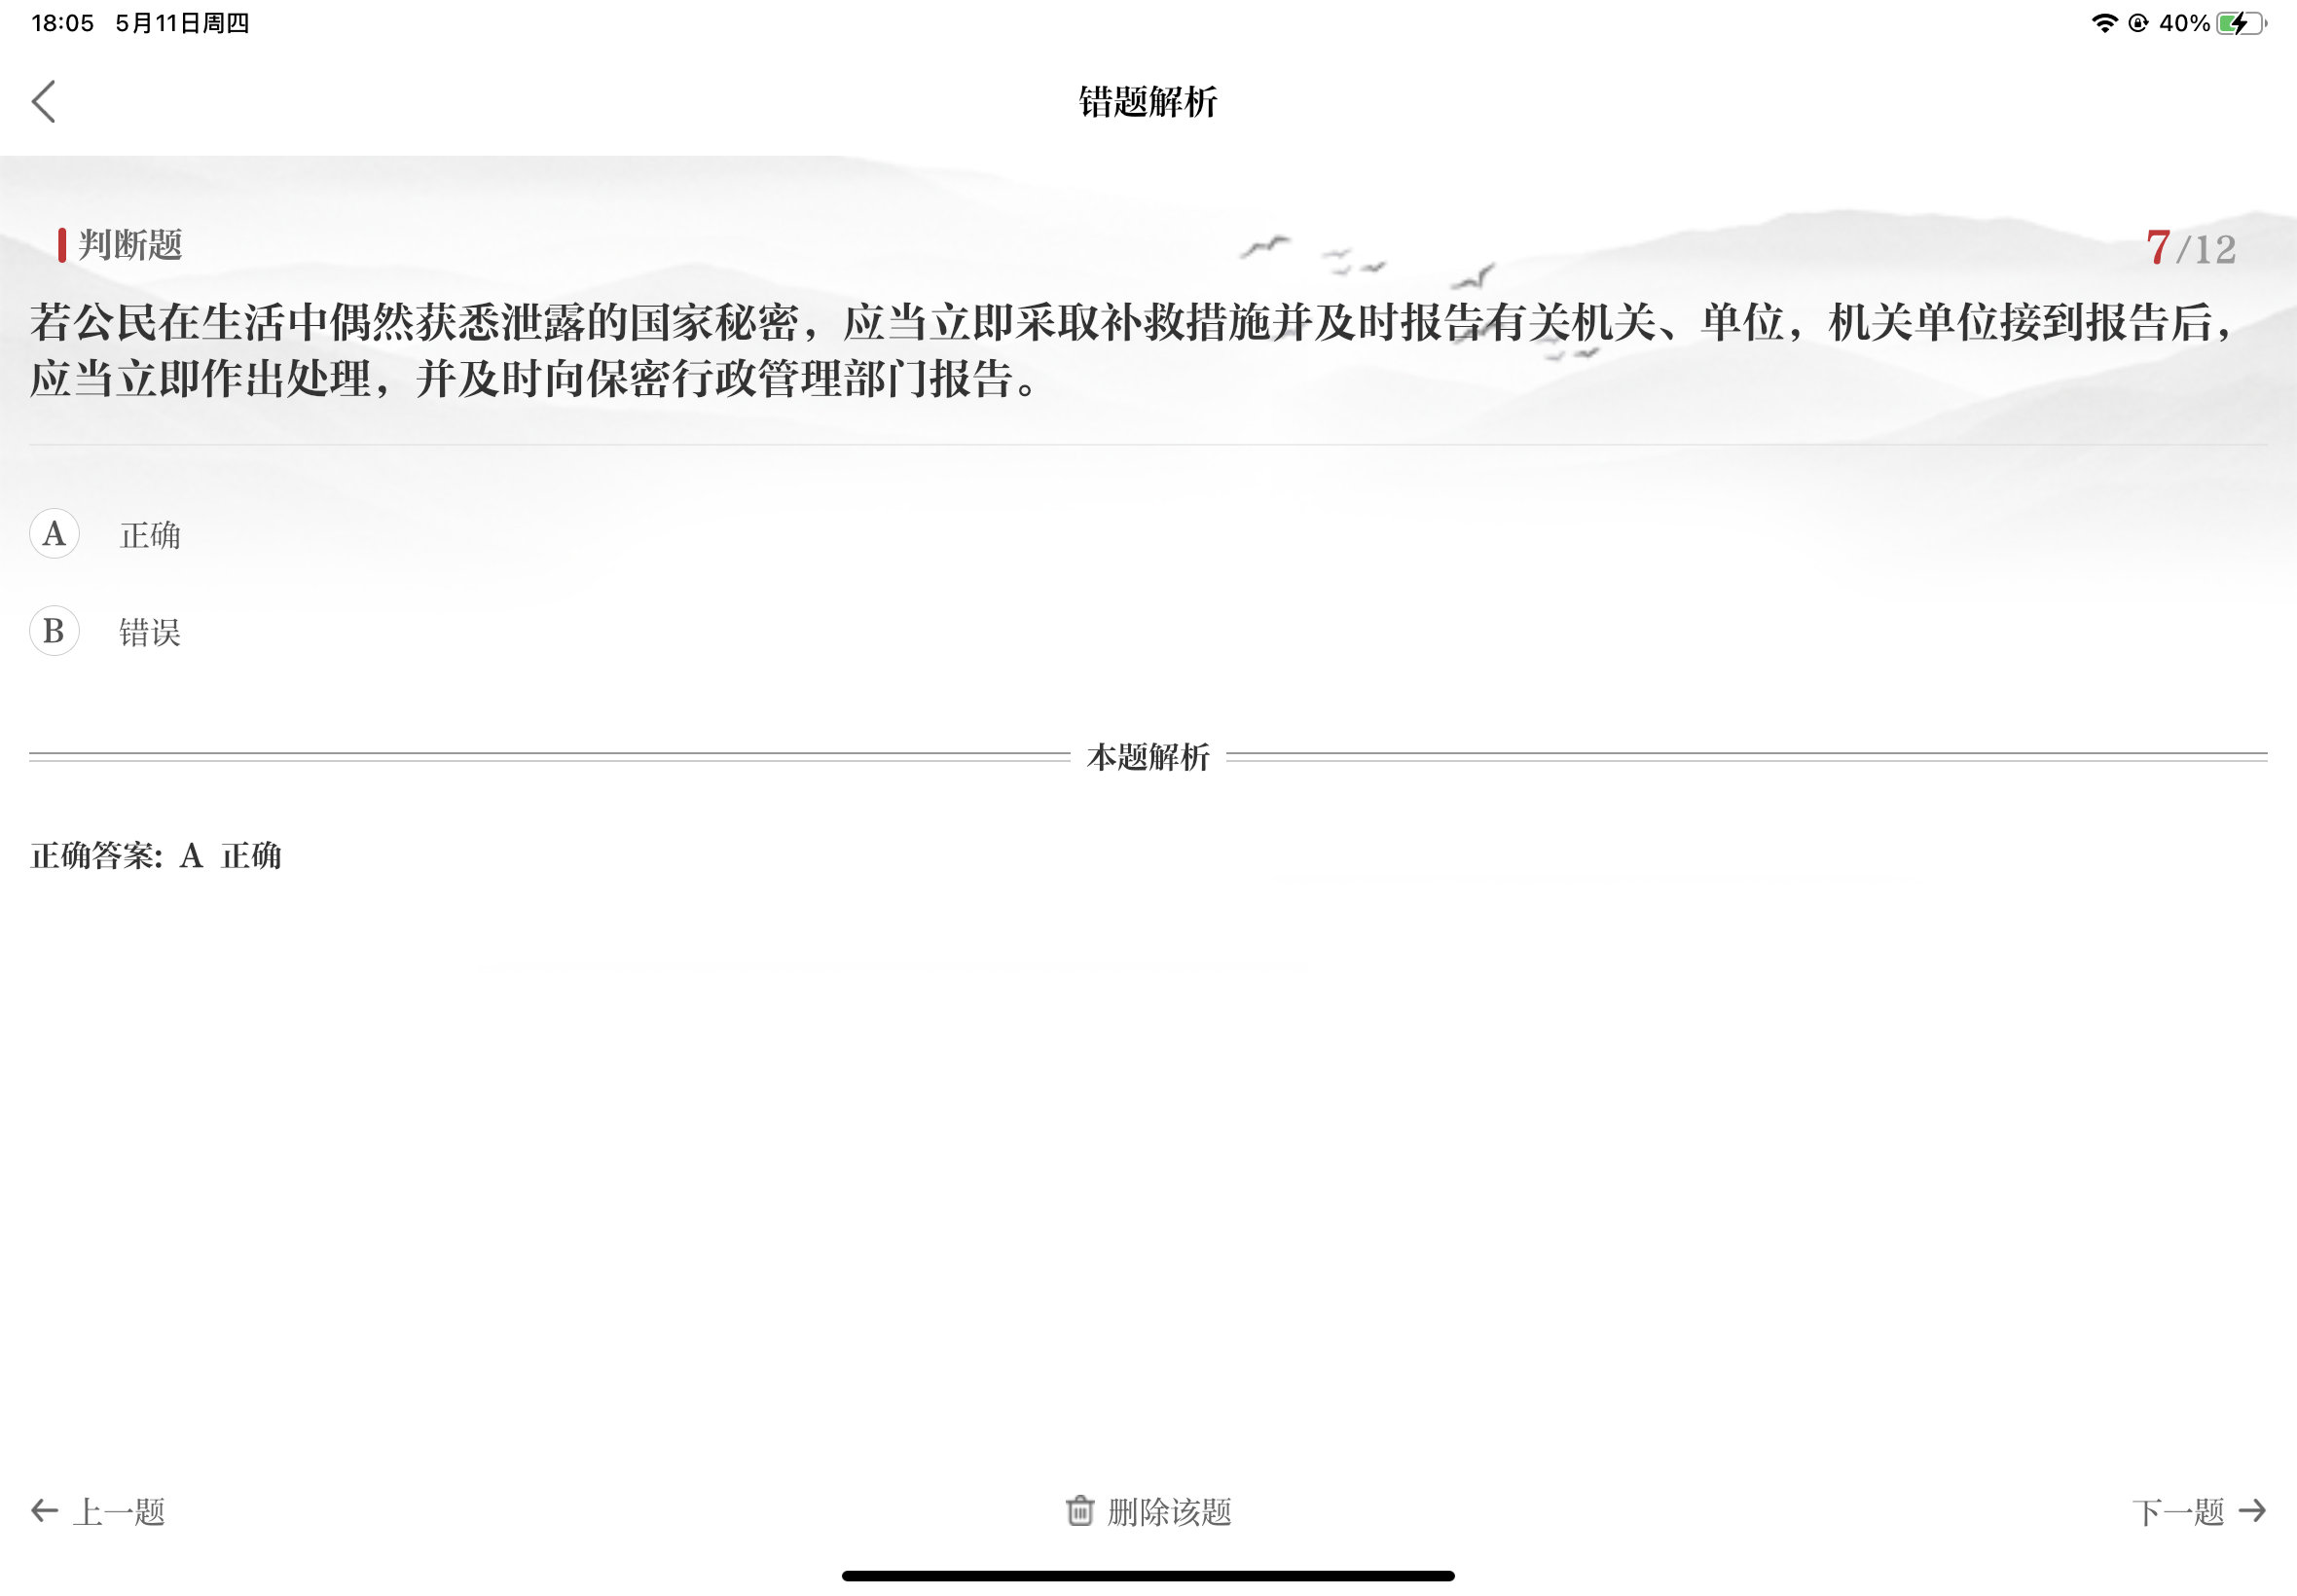 18:05 5月11日周四
40%
错题解析
判断题
7/12
若公民在生活中偶然获悉泄露的国家秘密，应当立即采取补救措施并及时报告有关机关、单位，机关单位接到报告后，
应当立即作出处理，并及时向保密行政管理部门报告。
A 正确
B 错误
本题解析
正确答案: A 正确
上一题
删除该题
下一题